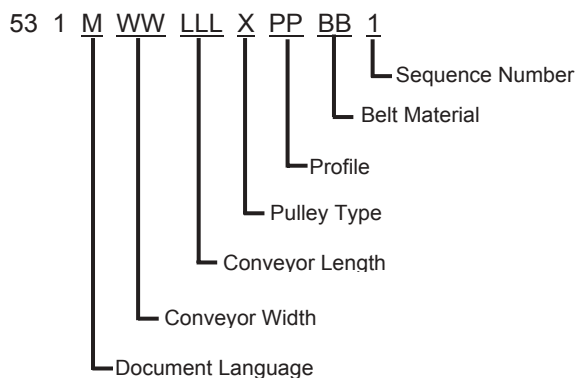 53 1 M WW LLL X PP BB 1
Sequence Number
Belt Material
Profile
Pulley Type
Conveyor Length
Conveyor Width
Document Language